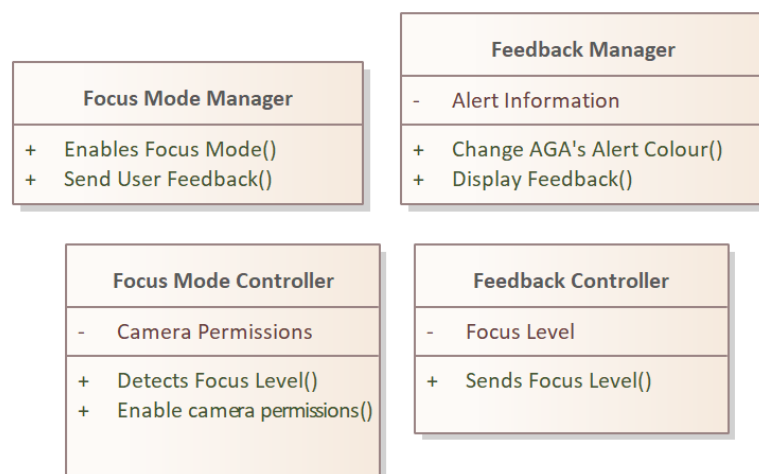 Focus Mode Manager
+ Enables Focus Mode()
+ Send User Feedback()
Feedback Manager
- Alert Information
+ Change AGA's Alert Colour()
+ Display Feedback()
Focus Mode Controller
- Camera Permissions
+ Detects Focus Level()
+ Enable camera permissions()
Feedback Controller
- Focus Level
+ Sends Focus Level()